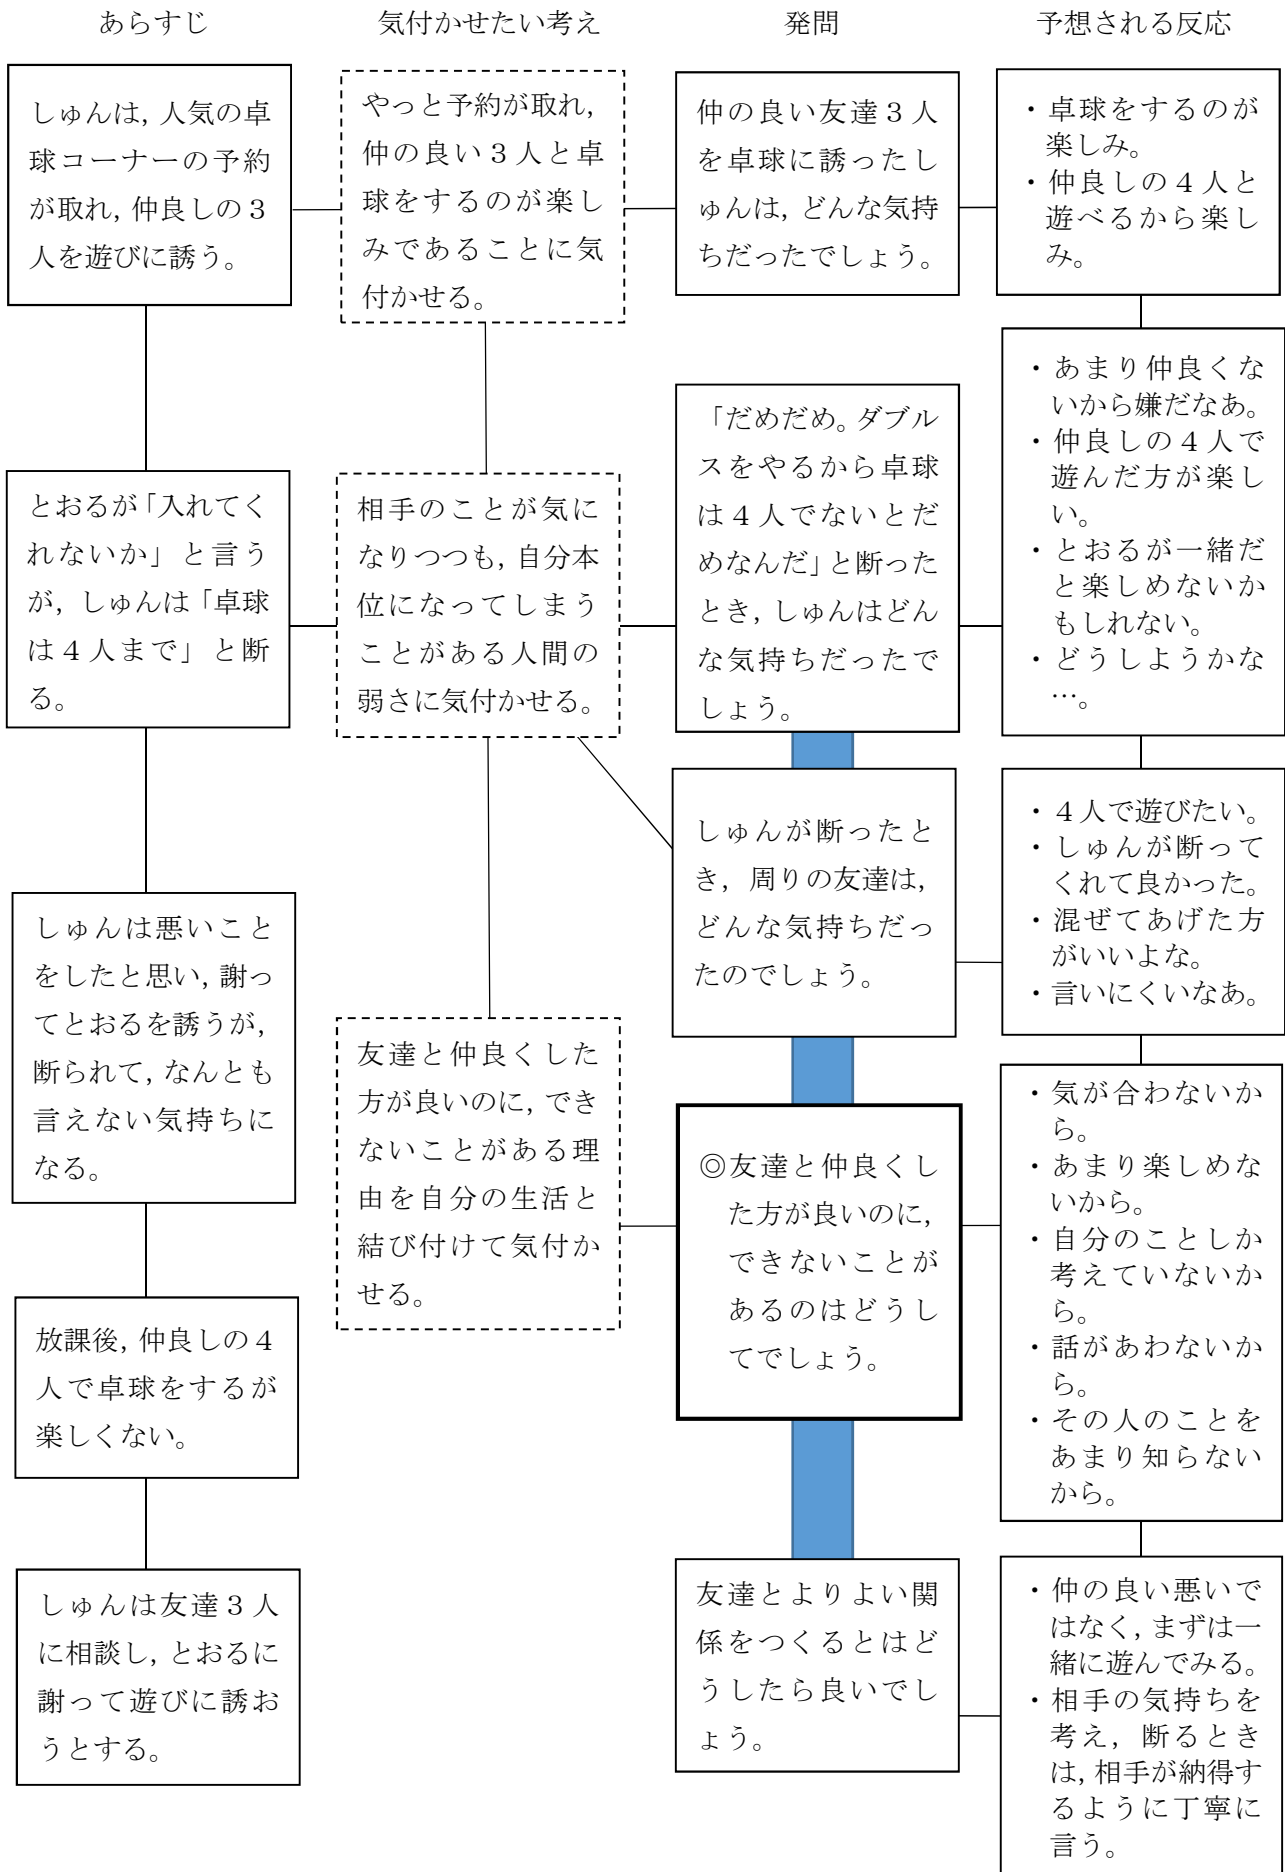 あらすじ
気付かせたい考え
発問
予想される反応
しゅんは，人気の卓
球コーナーの予約
が取れ，仲良しの３
人を遊びに誘う。
やっと予約が取れ，
仲の良い３人と卓
球をするのが楽し
みであることに気
付かせる。
仲の良い友達３人
を卓球に誘ったし
ゅんは，どんな気持
ちだったでしょう。
・卓球をするのが
楽しみ。
・仲良しの４人と
遊べるから楽し
み。
とおるが「入れてく
れないか」と言う
が，しゅんは「卓球
は４人まで」と断
る。
相手のことが気に
なりつつも，自分本
位になってしまう
ことがある人間の
弱さに気付かせる。
「だめだめ。ダブル
スをやるから卓球
は４人でないとだ
めなんだ」と断った
とき，しゅんはどん
な気持ちだったで
しょう。
・あまり仲良くな
いから嫌だなあ。
・仲良しの４人で
遊んだ方が楽し
い。
・とおるが一緒だ
と楽しめないか
もしれない。
・どうしようかな
…。
しゅんが断ったと
き，周りの友達は，
どんな気持ちだっ
たのでしょう。
・４人で遊びたい。
・しゅんが断って
くれて良かった。
・混ぜてあげた方
がいいよな。
・言いにくいなあ。
しゅんは悪いこと
をしたと思い，謝っ
てとおるを誘うが，
断られて，なんとも
言えない気持ちに
なる。
友達と仲良くした
方が良いのに，でき
ないことがある理
由を自分の生活と
結び付けて気付か
せる。
◎友達と仲良くし
た方が良いのに，
できないことが
あるのはどうし
てでしょう。
・気が合わないか
ら。
・あまり楽しめな
いから。
・自分のことしか
考えていないか
ら。
・話があわないか
ら。
・その人のことを
あまり知らない
から。
放課後，仲良しの４
人で卓球をするが
楽しくない。
しゅんは友達３人
に相談し，とおるに
謝って遊びに誘お
うとする。
友達とよりよい関
係をつくるとはど
うしたら良いでし
ょう。
・仲の良い悪いで
はなく，まずは一
緒に遊んでみる。
・相手の気持ちを
考え，断るとき
は，相手が納得す
るように丁寧に
言う。